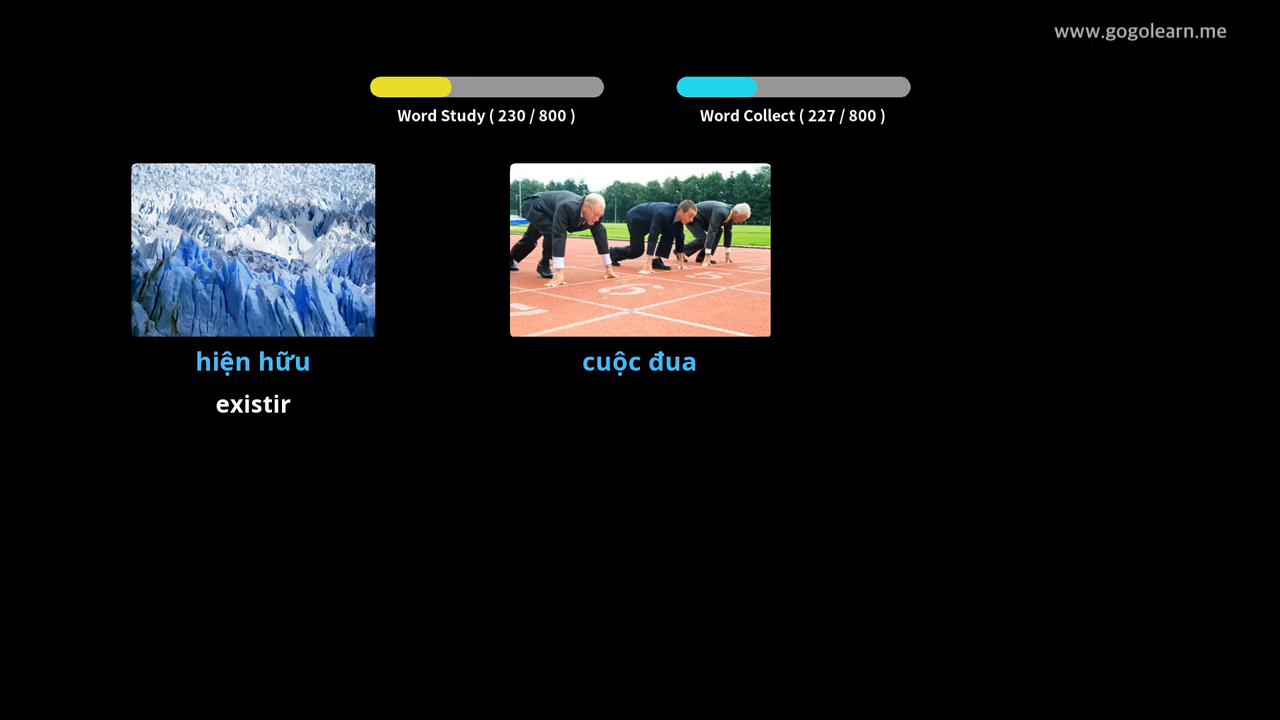 www.gogolearn.me
Word Study ( 230 / 800 )
Word Collect ( 227 / 800 )
hiện hữu
existir
cuộc đua